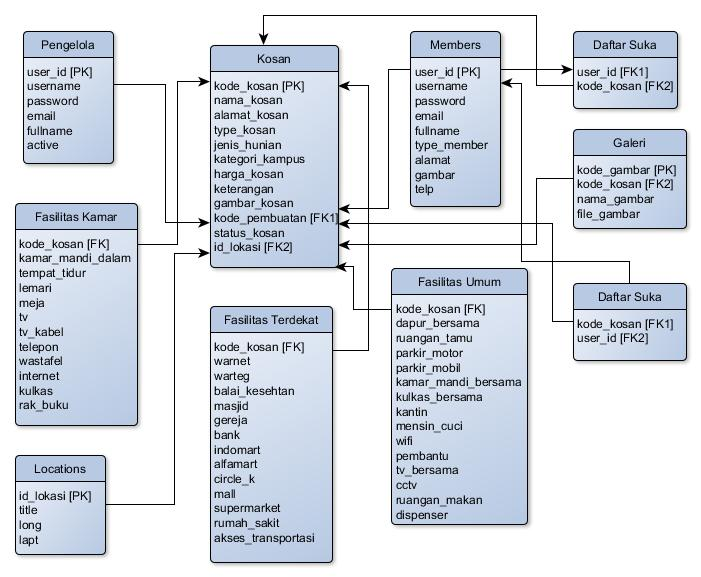 Pengelola
user_id [PK]
username
password
email
fullname
active
Kosan
kode_kosan [PK]
nama_kosan
alamat_kosan
type_kosan
jenis_hunian
kategori_kampus
harga_kosan
keterangan
gambar_kosan
kode_pembuatan [FK1]
status_kosan
id_lokasi [FK2]
Members
user_id [PK]
username
password
email
fullname
type_member
alamat
gambar
telp
Daftar Suka
user_id [FK1]
kode_kosan [FK2]
Galeri
kode_gambar [PK]
kode_kosan [FK2]
nama_gambar
file_gambar
Fasilitas Kamar
kode_kosan [FK]
kamar_mandi_dalam
tempat_tidur
lemari
meja
tv
tv_kabel
telepon
wastafel
internet
kulkas
rak_buku
Fasilitas Terdekat
kode_kosan [FK]
warnet
warteg
balai_kesehtan
masjid
gereja
bank
indomart
alfamart
circle_k
mall
supermarket
rumah_sakit
akses_transportasi
Fasilitas Umum
kode_kosan [FK]
dapur_bersama
ruangan_tamu
parkir_motor
parkir_mobil
kamar_mandi_bersama
kulkas_bersama
kantin
mensin_cuci
wifi
pembantu
tv_bersama
cctv
ruangan_makan
dispenser
Daftar Suka
kode_kosan [FK1]
user_id [FK2]
Locations
id_lokasi [PK]
title
long
lapt